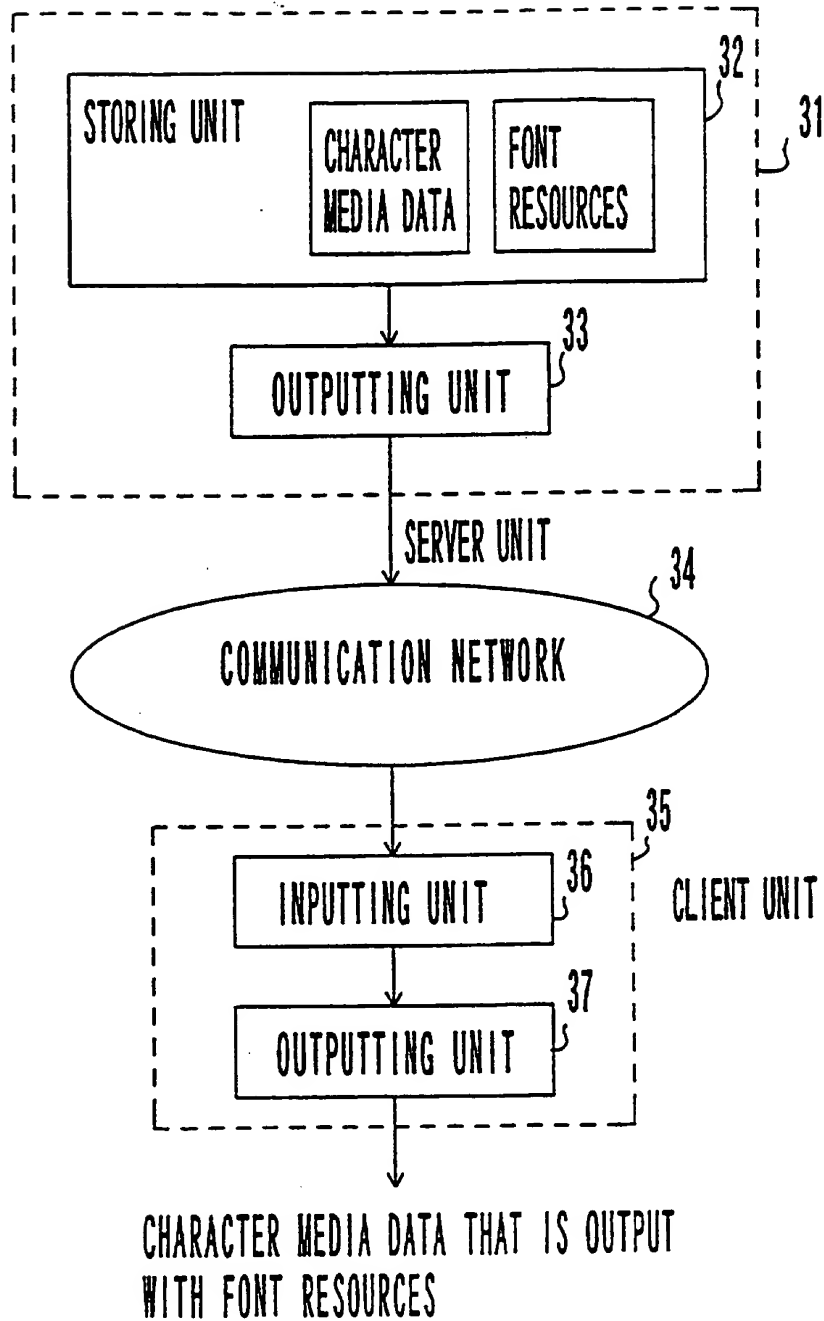 32
31
STORING UNIT
CHARACTER
MEDIA DATA
FONT
RESOURCES
33
OUTPUTTING UNIT
SERVER UNIT
34
COMMUNICATION NETWORK
35
INPUTTING UNIT
36
CLIENT UNIT
37
OUTPUTTING UNIT
CHARACTER MEDIA DATA THAT IS OUTPUT
WITH FONT RESOURCES